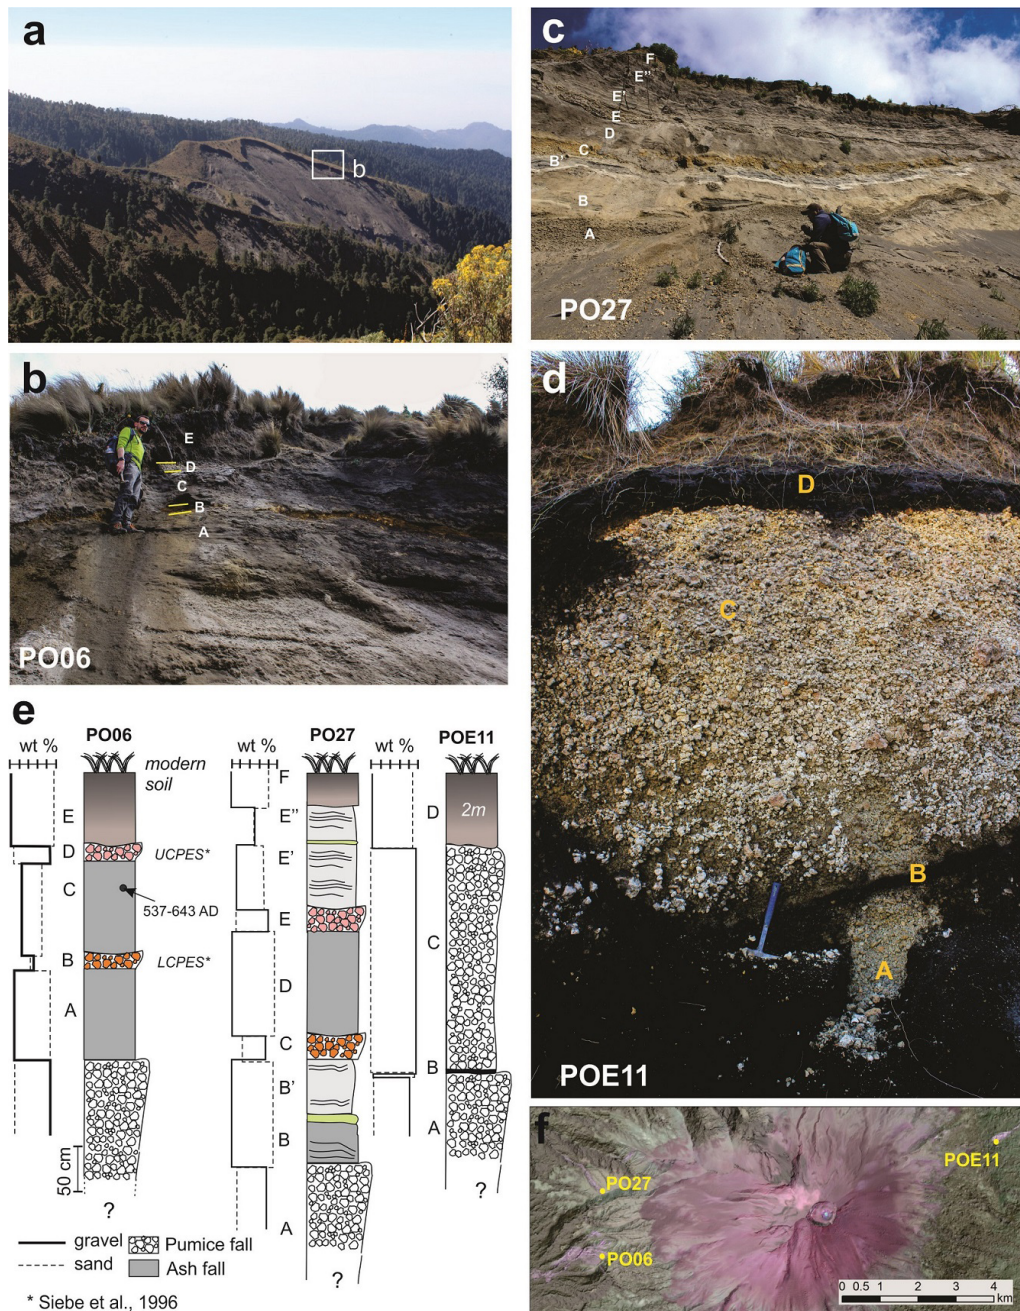 a
b
c
F
E"
E'
E
D
C
B'
B
A
PO27
b
E
D
C
B
A
PO06
d
D
C
B
A
POE11
e
PO06
wt %
modern
soil
E
D
UCPES*
C
537-643 AD
B
LCPES*
A
50 cm
?
PO27
wt %
F
E"
E'
E
D
C
B'
B
A
?
POE11
wt %
D
2m
C
B
A
?
gravel
sand
Pumice fall
Ash fall
* Siebe et al., 1996
f
POE11
PO27
PO06
0 0.5 1 2 3 4
km